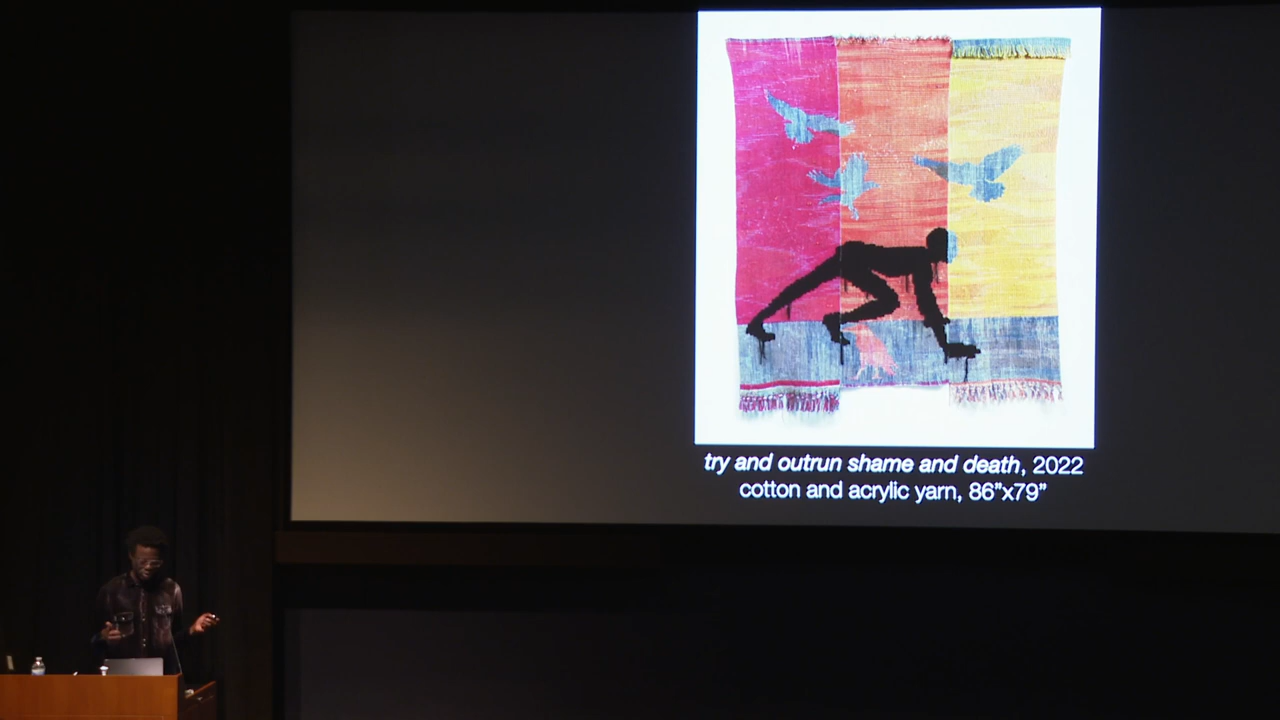 try and outrun shame and death, 2022
cotton and acrylic yarn, 86”x79”